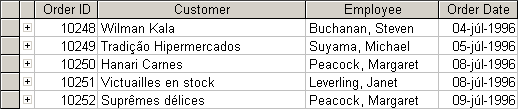 Order ID Customer Employee Order Date
10248 Wilman Kala Buchanan, Steven 04-júl-1996
10249 Tradição Hipermercados Suyama, Michael 05-júl-1996
10250 Hanari Carnes Peacock, Margaret 08-júl-1996
10251 Victuailles en stock Leverling, Janet 08-júl-1996
10252 Suprêmes délices Peacock, Margaret 09-júl-1996